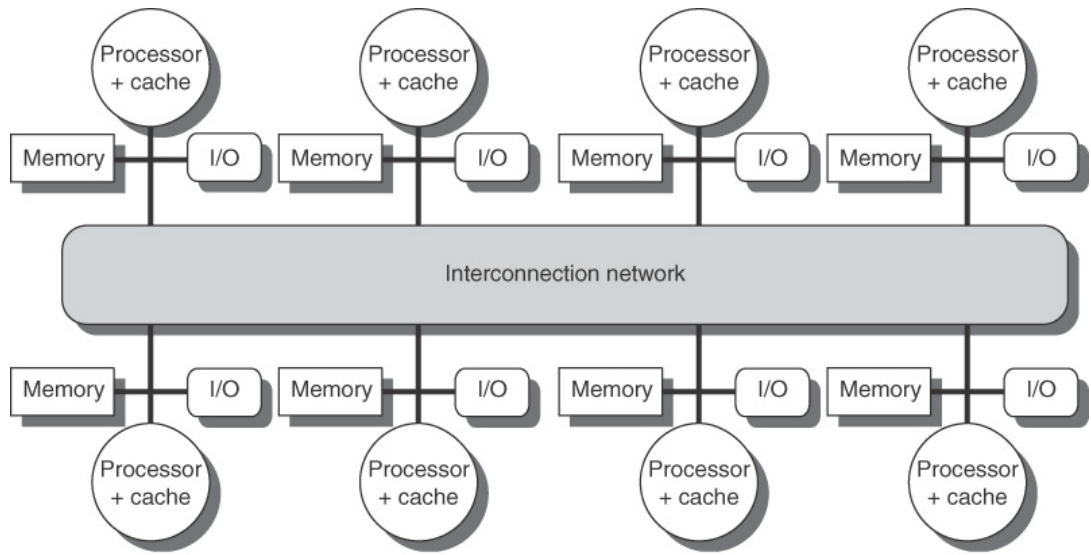 Processor
+ cache
Processor
+ cache
Processor
+ cache
Processor
+ cache
Memory
I/O
Memory
I/O
Memory
I/O
Memory
I/O
Interconnection network
Memory
I/O
Memory
I/O
Memory
I/O
Memory
I/O
Processor
+ cache
Processor
+ cache
Processor
+ cache
Processor
+ cache